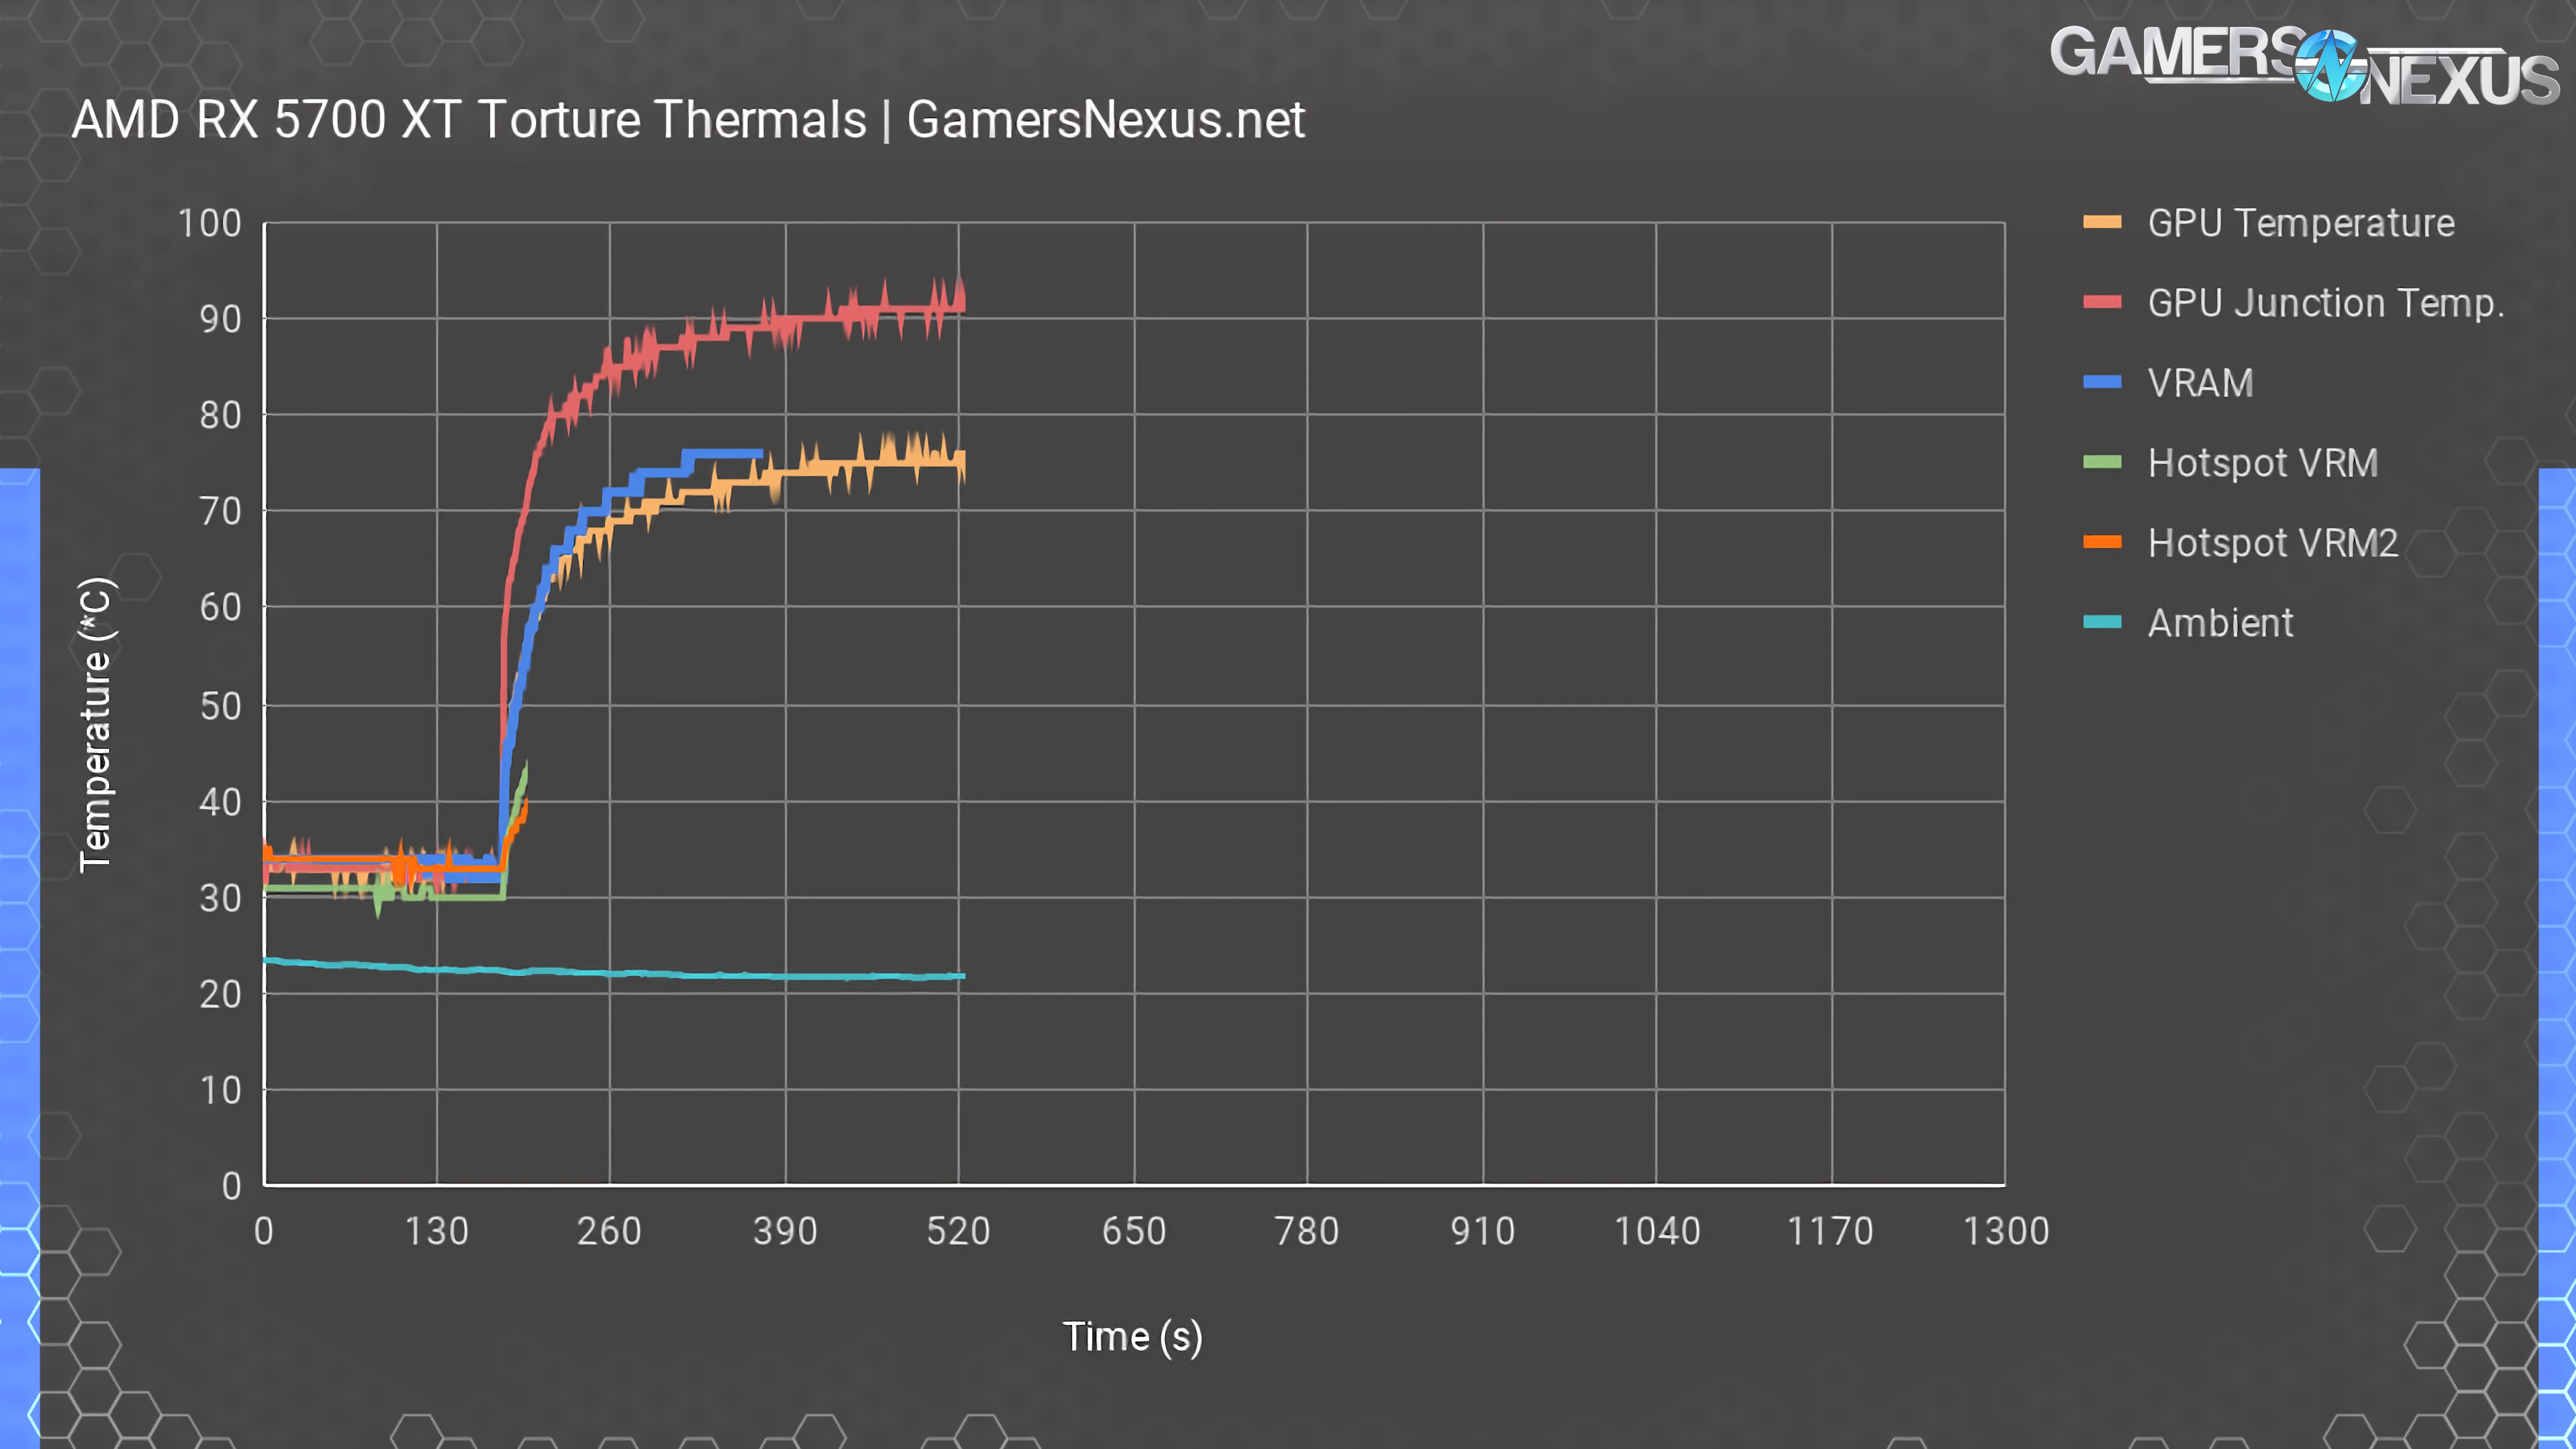 GAMERS NEXUS
AMD RX 5700 XT Torture Thermals | GamersNexus.net
100
90
80
70
60
50
40
30
20
10
0
Temperature (*C)
0 130 260 390 520 650 780 910 1040 1170 1300
Time (s)
GPU Temperature
GPU Junction Temp.
VRAM
Hotspot VRM
Hotspot VRM2
Ambient